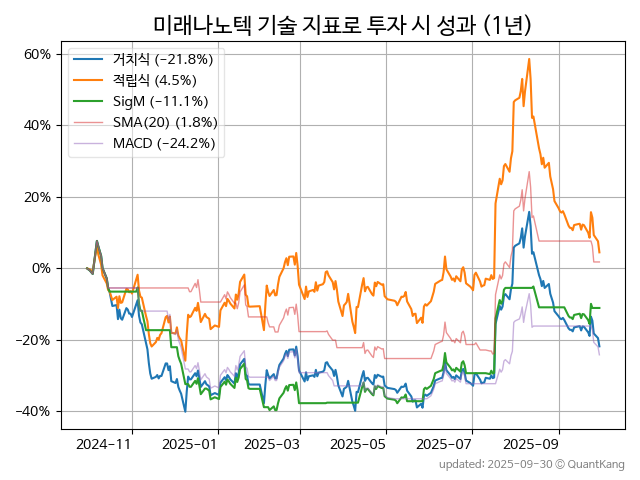 미래나노텍 기술 지표로 투자 시 성과 (1년)
60%
40%
20%
0%
−20%
−40%
거치식 (−21.8%)
적립식 (4.5%)
SigM (−11.1%)
SMA(20) (1.8%)
MACD (−24.2%)
2024-11
2025-01
2025-03
2025-05
2025-07
2025-09
updated: 2025-09-30 © QuantKang